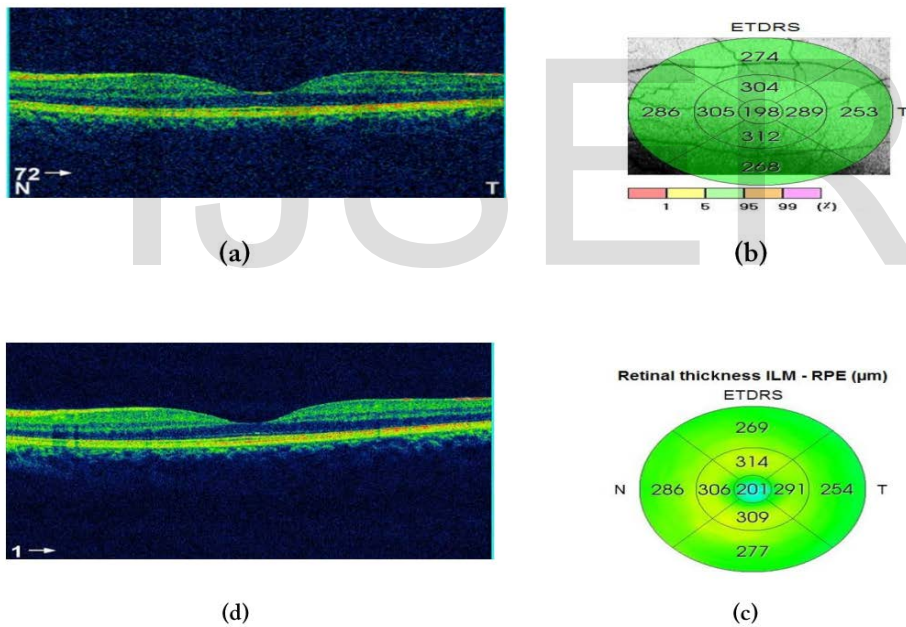 IJSER
72 →
N T
(a)
ETDRS
274
304
286 305 198 289 253 T
312
268
1 5 95 99 (%)
(b)
1 →
(d)
Retinal thickness ILM - RPE (µm)
ETDRS
269
314
N 286 306 201 291 254 T
309
277
(c)